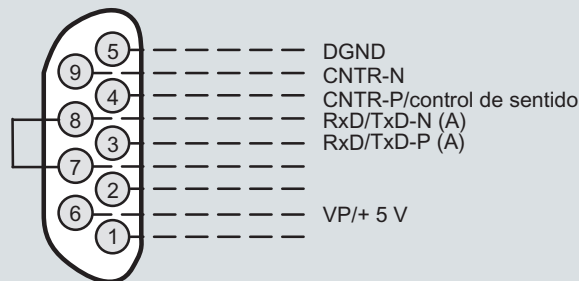 5 DGND
9 CNTR-N
4 CNTR-P/control de sentido
8 RxD/TxD-N (A)
3 RxD/TxD-P (A)
7
2
6 VP/+ 5 V
1